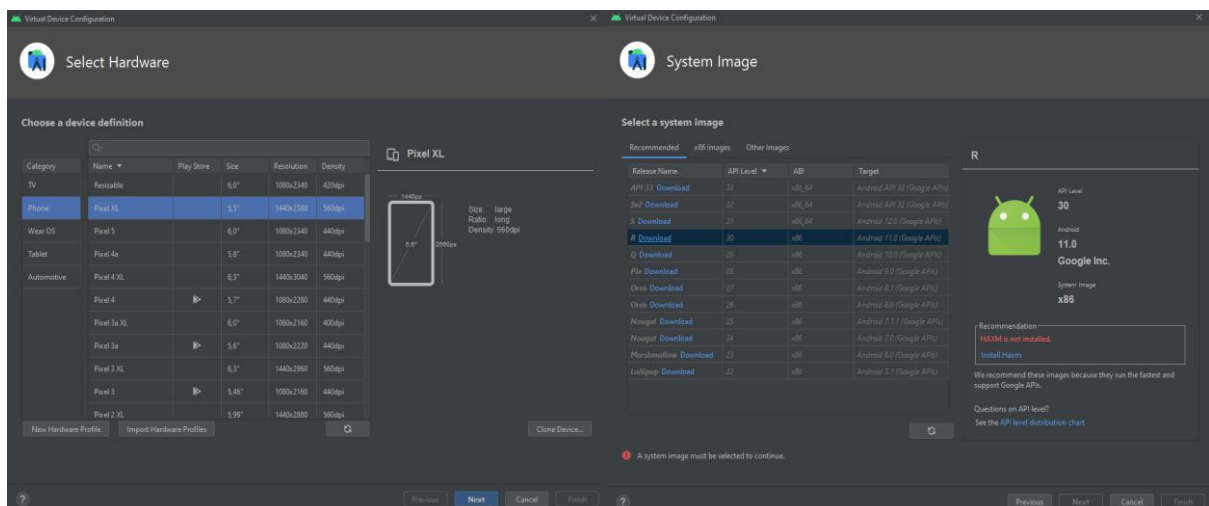 Virtual Device Configuration
Select Hardware
Choose a device definition
Category Name Play Store Size Resolution Density
TV Resizable 6,0" 1080x2340 420dpi
Phone Pixel XL 5,5" 1440x2560 560dpi
Wear OS Pixel 5 6,0" 1080x2340 440dpi
Tablet Pixel 4a 5,8" 1080x2340 440dpi
Automotive Pixel 4 XL 6,3" 1440x3040 560dpi
Pixel 4 5,7" 1080x2280 440dpi
Pixel 3a XL 6,0" 1080x2160 400dpi
Pixel 3a 5,6" 1080x2220 440dpi
Pixel 3 XL 6,3" 1440x2960 560dpi
Pixel 3 5,46" 1080x2160 440dpi
Pixel 2 XL 5,99" 1440x2880 560dpi
New Hardware Profile Import Hardware Profiles
Pixel XL
1440px
5,5" 2560px
Size: large
Ratio: long
Density: 560dpi
Clone Device...
? Previous Next Cancel Finish
Virtual Device Configuration
System Image
Select a system image
Recommended x86 Images Other Images
Release Name API Level ABI Target
API 33 Download 33 x86_64 Android API 33 (Google APIs)
Sv2 Download 32 x86_64 Android API 32 (Google APIs)
S Download 31 x86_64 Android 12.0 (Google APIs)
R Download 30 x86 Android 11.0 (Google APIs)
Q Download 29 x86 Android 10.0 (Google APIs)
Pie Download 28 x86 Android 9.0 (Google APIs)
Oreo Download 27 x86 Android 8.1 (Google APIs)
Oreo Download 26 x86 Android 8.0 (Google APIs)
Nougat Download 25 x86 Android 7.1.1 (Google APIs)
Nougat Download 24 x86 Android 7.0 (Google APIs)
Marshmallow Download 23 x86 Android 6.0 (Google APIs)
Lollipop Download 22 x86 Android 5.1 (Google APIs)
R
API Level
30
Android
11.0
Google Inc.
System Image
x86
Recommendation
HAXM is not installed.
Install Haxm
We recommend these images because they run the fastest and
support Google APIs.
Questions on API level?
See the API level distribution chart
A system image must be selected to continue.
? Previous Next Cancel Finish